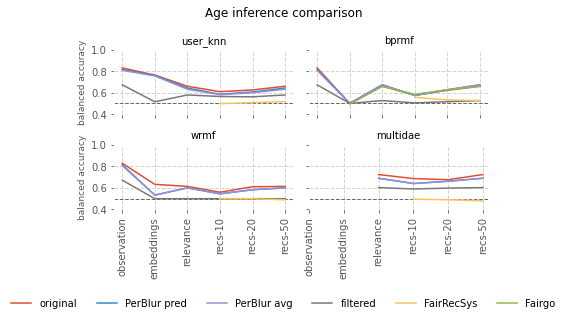 Age inference comparison
user_knn
bprmf
balanced accuracy
1.0
0.8
0.6
0.4
wrmf
multidae
balanced accuracy
1.0
0.8
0.6
0.4
observation
embeddings
relevance
recs-10
recs-20
recs-50
observation
embeddings
relevance
recs-10
recs-20
recs-50
original
PerBlur pred
PerBlur avg
filtered
FairRecSys
Fairgo